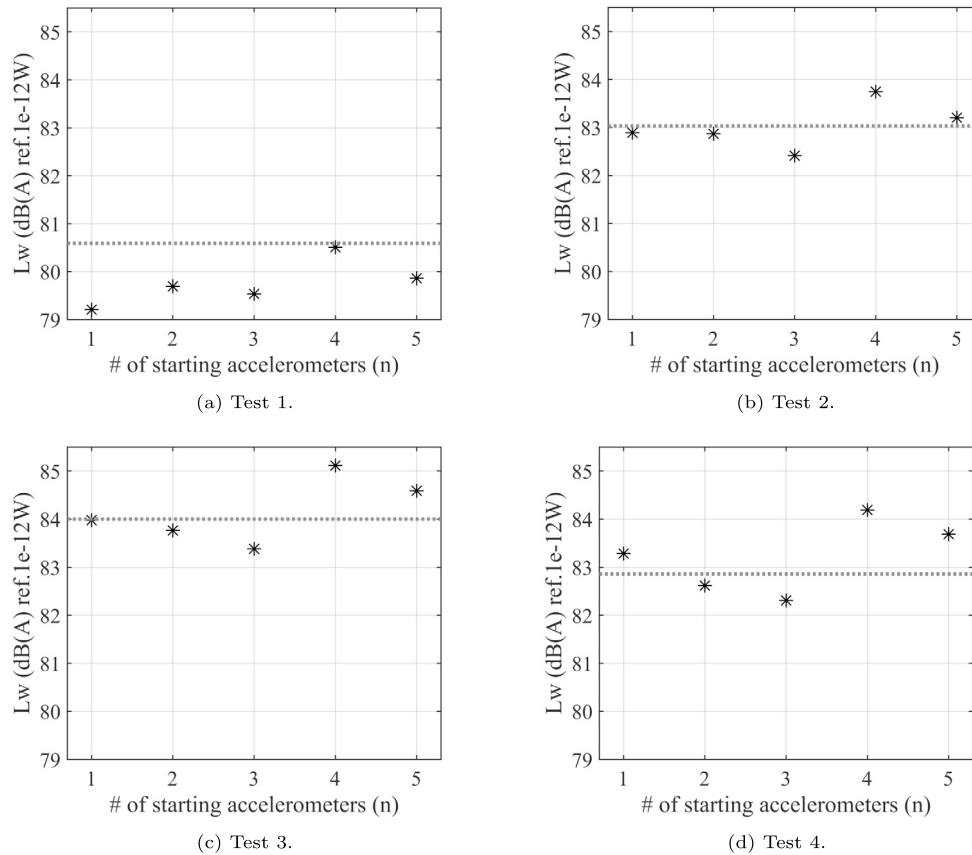 85
84
83
82
81
80
79
Lw (dB(A) ref.1e-12W)
1 2 3 4 5
# of starting accelerometers (n)
(a) Test 1.
85
84
83
82
81
80
79
Lw (dB(A) ref.1e-12W)
1 2 3 4 5
# of starting accelerometers (n)
(b) Test 2.
85
84
83
82
81
80
79
Lw (dB(A) ref.1e-12W)
1 2 3 4 5
# of starting accelerometers (n)
(c) Test 3.
85
84
83
82
81
80
79
Lw (dB(A) ref.1e-12W)
1 2 3 4 5
# of starting accelerometers (n)
(d) Test 4.